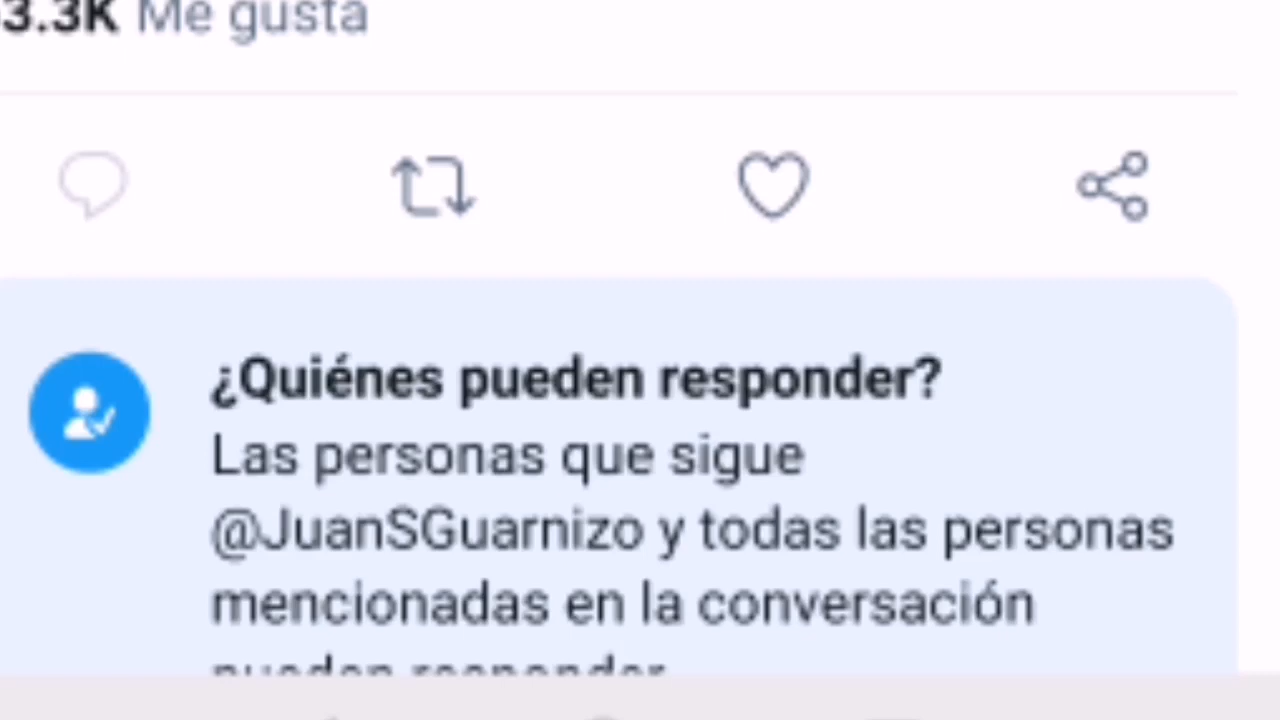 3.3K Me gusta
¿Quiénes pueden responder?
Las personas que sigue
@JuanSGuarnizo y todas las personas
mencionadas en la conversación
pueden responder